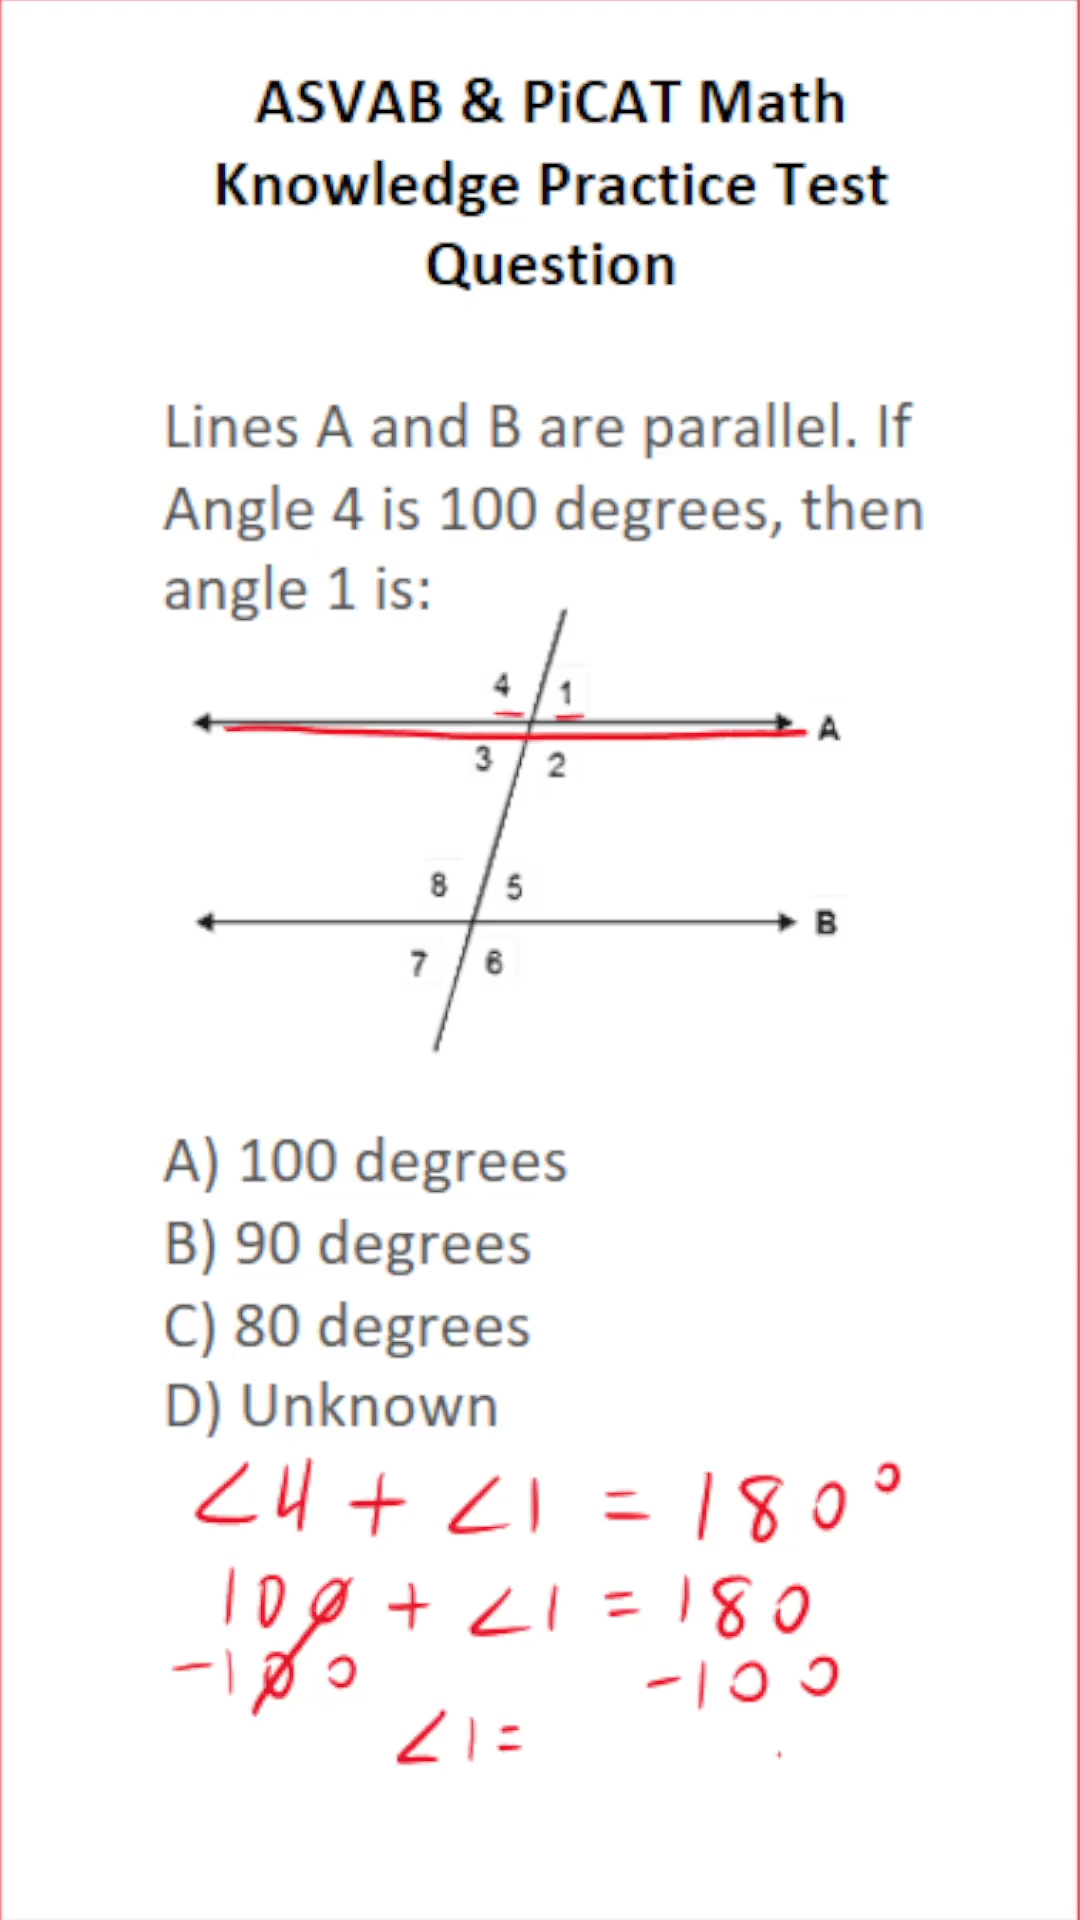 ASVAB & PiCAT Math
Knowledge Practice Test
Question
Lines A and B are parallel. If
Angle 4 is 100 degrees, then
angle 1 is:
4 1
A
3 2
8 5
B
7 6
A) 100 degrees
B) 90 degrees
C) 80 degrees
D) Unknown
∠4 + ∠1 = 180°
100 + ∠1 = 180
-100 -100
∠1 =